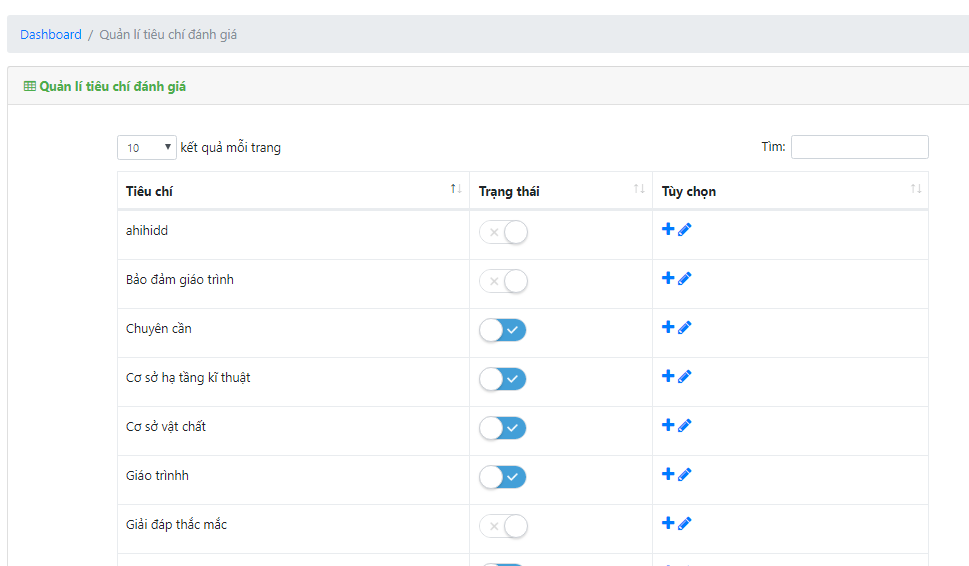 Dashboard / Quản lí tiêu chí đánh giá
Quản lí tiêu chí đánh giá
10 kết quả mỗi trang Tìm:
Tiêu chí Trạng thái Tùy chọn
ahihidd
Bảo đảm giáo trình
Chuyên cần
Cơ sở hạ tầng kĩ thuật
Cơ sở vật chất
Giáo trìnhh
Giải đáp thắc mắc